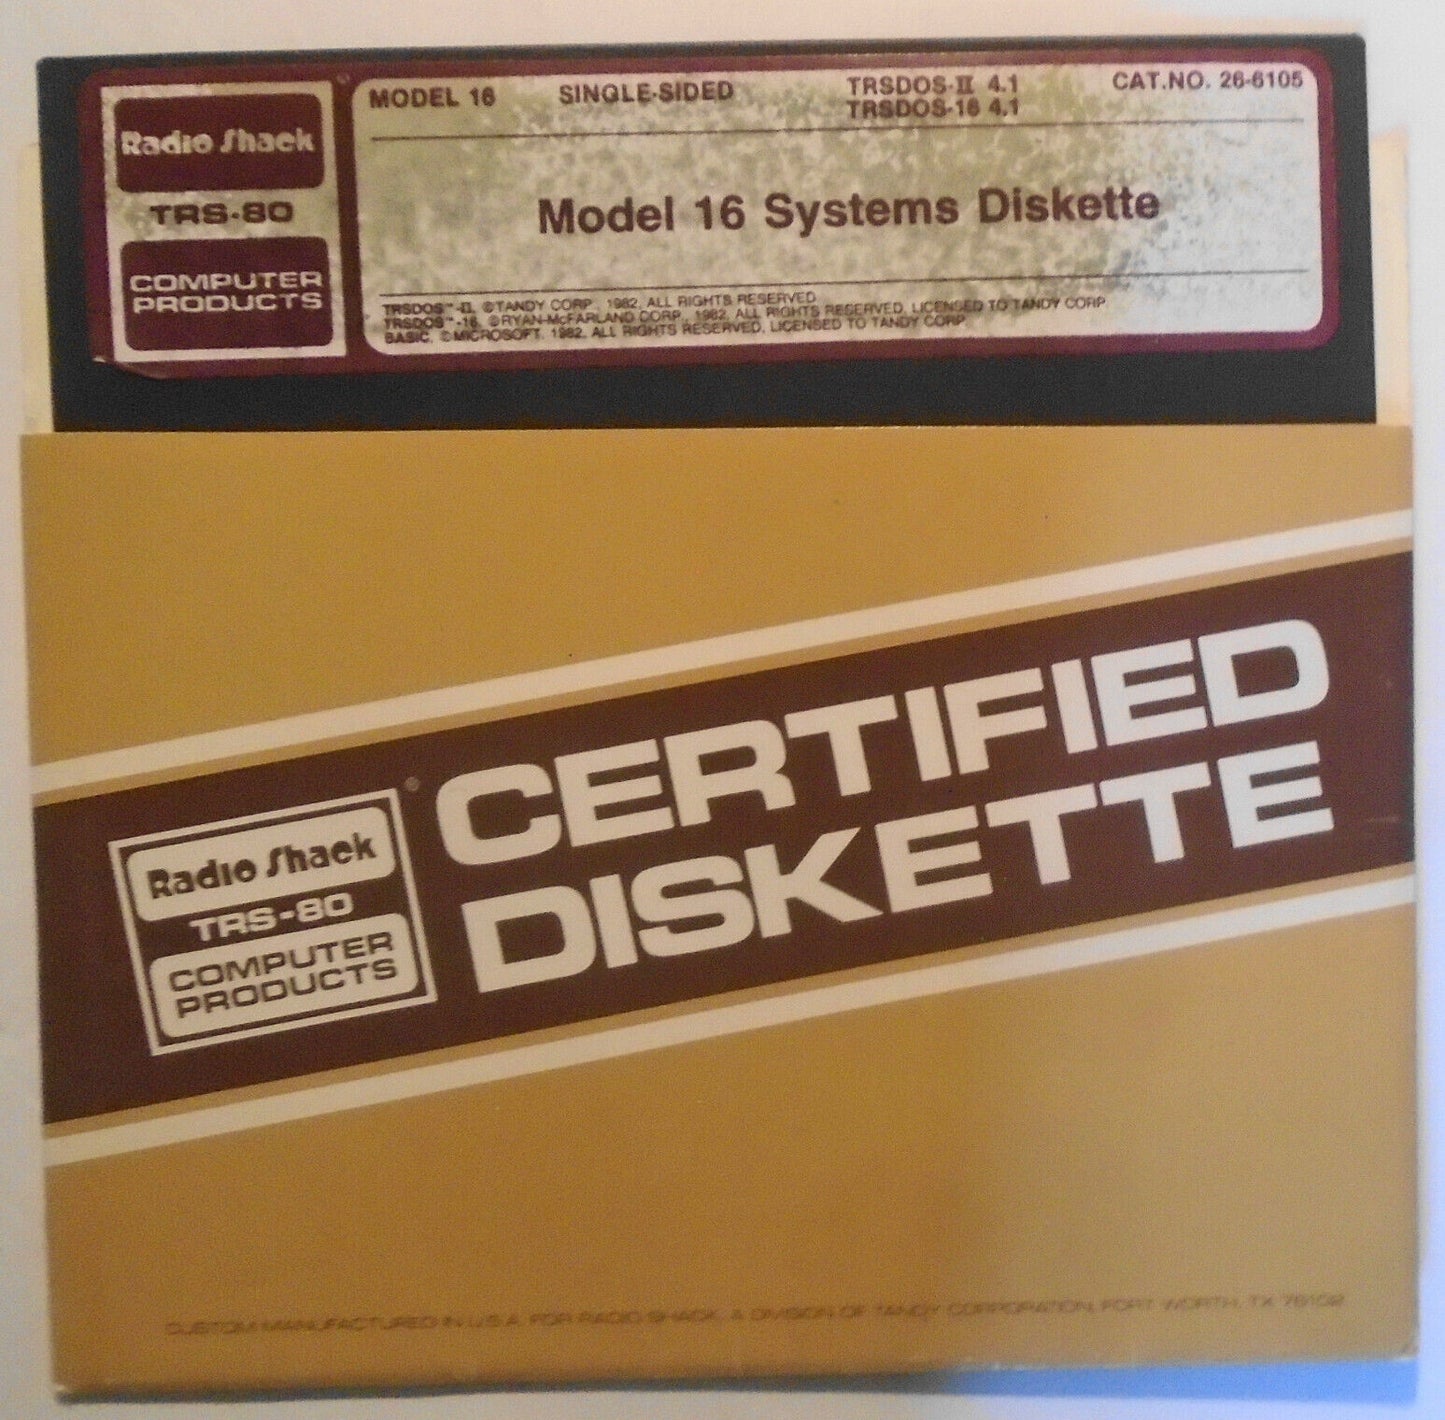 Radio Shack
TRS-80
COMPUTER
PRODUCTS
MODEL 16 SINGLE-SIDED TRSDOS-II 4.1 CAT.NO. 26-6105
TRSDOS-16 4.1
Model 16 Systems Diskette
TRSDOS™-II, ©TANDY CORP., 1982, ALL RIGHTS RESERVED
TRSDOS™-16, ©RYAN-McFARLAND CORP., 1982, ALL RIGHTS RESERVED, LICENSED TO TANDY CORP.
BASIC, ©MICROSOFT, 1982, ALL RIGHTS RESERVED, LICENSED TO TANDY CORP.
CERTIFIED
DISKETTE
Radio Shack®
TRS-80
COMPUTER
PRODUCTS
CUSTOM MANUFACTURED IN U.S.A. FOR RADIO SHACK, A DIVISION OF TANDY CORPORATION, FORT WORTH, TX 76102